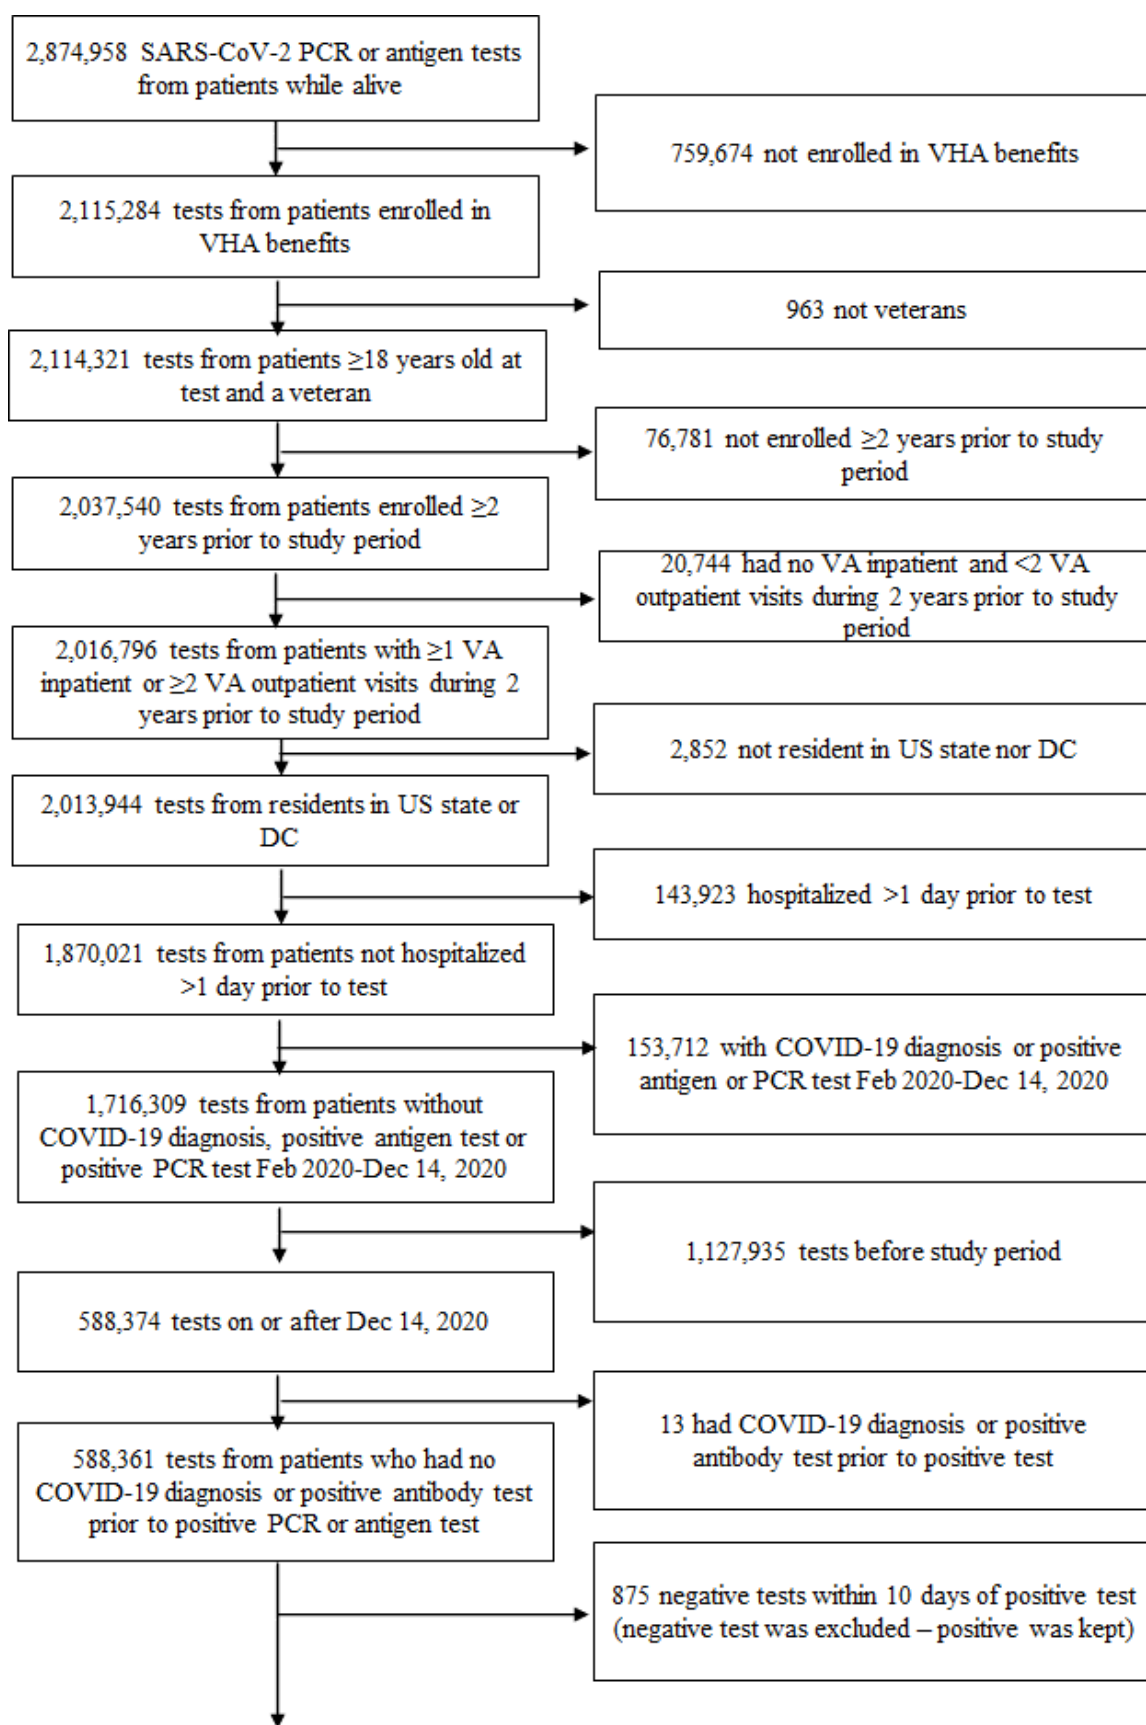 2,874,958 SARS-CoV-2 PCR or antigen tests
from patients while alive
759,674 not enrolled in VHA benefits
2,115,284 tests from patients enrolled in
VHA benefits
963 not veterans
2,114,321 tests from patients ≥18 years old at
test and a veteran
76,781 not enrolled ≥2 years prior to study
period
2,037,540 tests from patients enrolled ≥2
years prior to study period
20,744 had no VA inpatient and <2 VA
outpatient visits during 2 years prior to study
period
2,016,796 tests from patients with ≥1 VA
inpatient or ≥2 VA outpatient visits during 2
years prior to study period
2,852 not resident in US state nor DC
2,013,944 tests from residents in US state or
DC
143,923 hospitalized >1 day prior to test
1,870,021 tests from patients not hospitalized
>1 day prior to test
153,712 with COVID-19 diagnosis or positive
antigen or PCR test Feb 2020-Dec 14, 2020
1,716,309 tests from patients without
COVID-19 diagnosis, positive antigen test or
positive PCR test Feb 2020-Dec 14, 2020
1,127,935 tests before study period
588,374 tests on or after Dec 14, 2020
13 had COVID-19 diagnosis or positive
antibody test prior to positive test
588,361 tests from patients who had no
COVID-19 diagnosis or positive antibody test
prior to positive PCR or antigen test
875 negative tests within 10 days of positive test
(negative test was excluded – positive was kept)